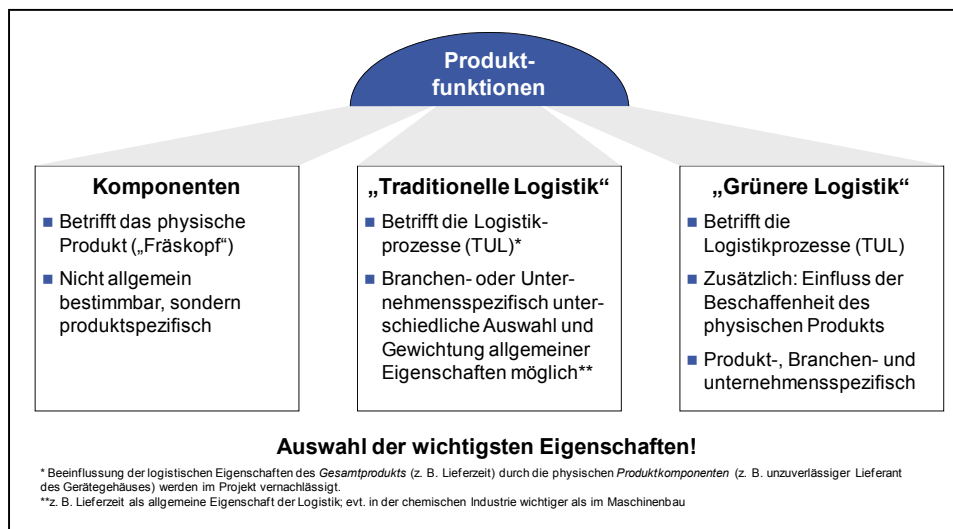 Produkt-
funktionen
Komponenten
Betrifft das physische
Produkt („Fräskopf“)
Nicht allgemein
bestimmbar, sondern
produktspezifisch
„Traditionelle Logistik“
Betrifft die Logistik-
prozesse (TUL)*
Branchen- oder Unter-
nehmensspezifisch unter-
schiedliche Auswahl und
Gewichtung allgemeiner
Eigenschaften möglich**
„Grünere Logistik“
Betrifft die
Logistikprozesse (TUL)
Zusätzlich: Einfluss der
Beschaffenheit des
physischen Produkts
Produkt-, Branchen- und
unternehmensspezifisch
Auswahl der wichtigsten Eigenschaften!
* Beeinflussung der logistischen Eigenschaften des Gesamtprodukts (z. B. Lieferzeit) durch die physischen Produktkomponenten (z. B. unzuverlässiger Lieferant
des Gerätegehäuses) werden im Projekt vernachlässigt.
**z. B. Lieferzeit als allgemeine Eigenschaft der Logistik; evt. in der chemischen Industrie wichtiger als im Maschinenbau